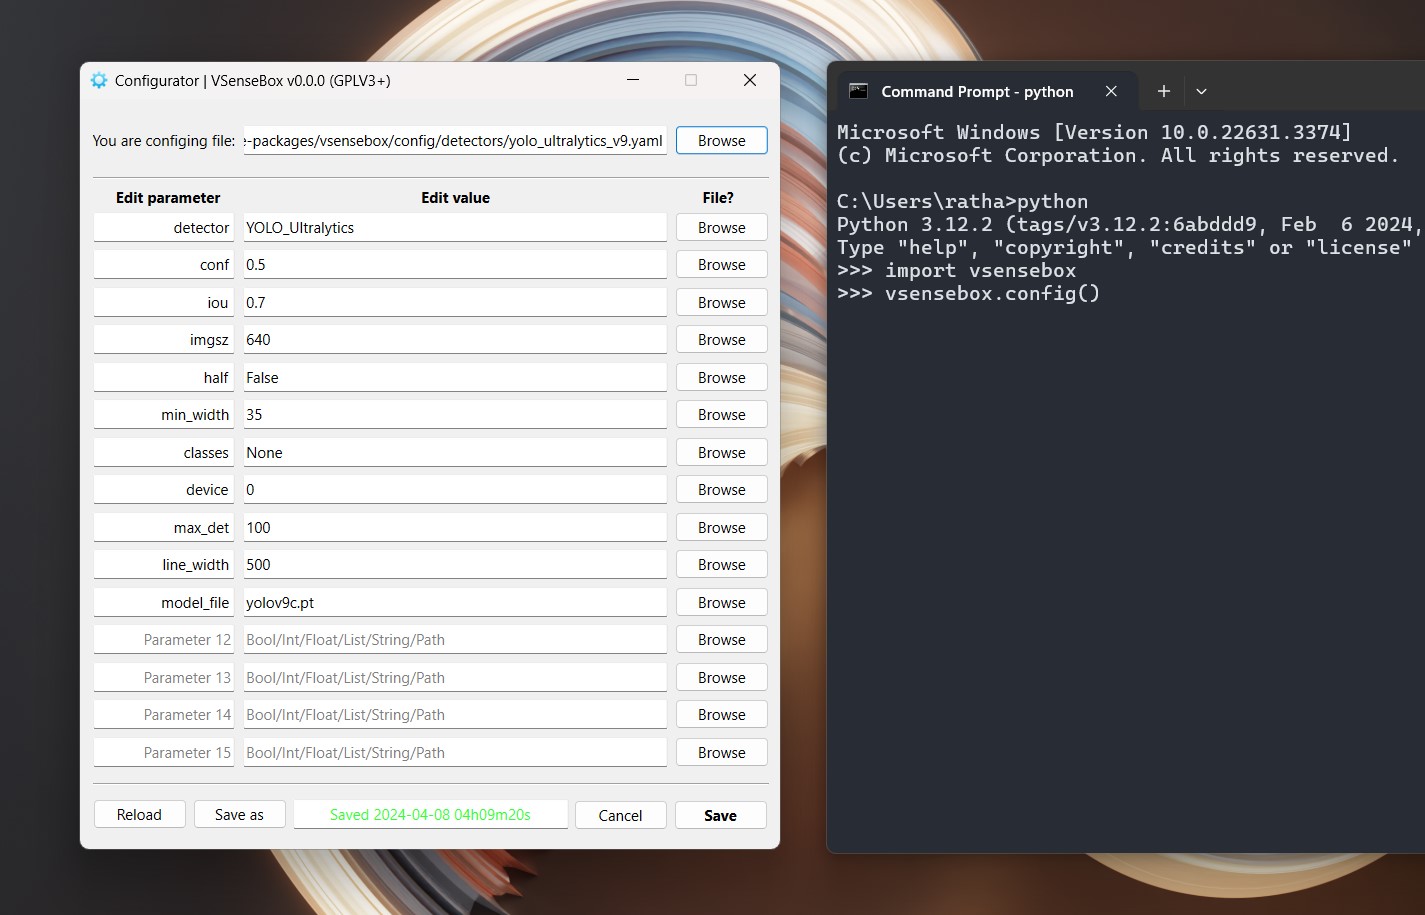 Configurator | VSenseBox v0.0.0 (GPLV3+)
You are configing file: -packages/vsensebox/config/detectors/yolo_ultralytics_v9.yaml Browse
Edit parameter Edit value File?
detector YOLO_Ultralytics Browse
conf 0.5 Browse
iou 0.7 Browse
imgsz 640 Browse
half False Browse
min_width 35 Browse
classes None Browse
device 0 Browse
max_det 100 Browse
line_width 500 Browse
model_file yolov9c.pt Browse
Parameter 12 Bool/Int/Float/List/String/Path Browse
Parameter 13 Bool/Int/Float/List/String/Path Browse
Parameter 14 Bool/Int/Float/List/String/Path Browse
Parameter 15 Bool/Int/Float/List/String/Path Browse
Reload Save as Saved 2024-04-08 04h09m20s Cancel Save
Command Prompt - python
Microsoft Windows [Version 10.0.22631.3374]
(c) Microsoft Corporation. All rights reserved.
C:\Users\ratha>python
Python 3.12.2 (tags/v3.12.2:6abddd9, Feb  6 2024,
Type "help", "copyright", "credits" or "license"
>>> import vsensebox
>>> vsensebox.config()